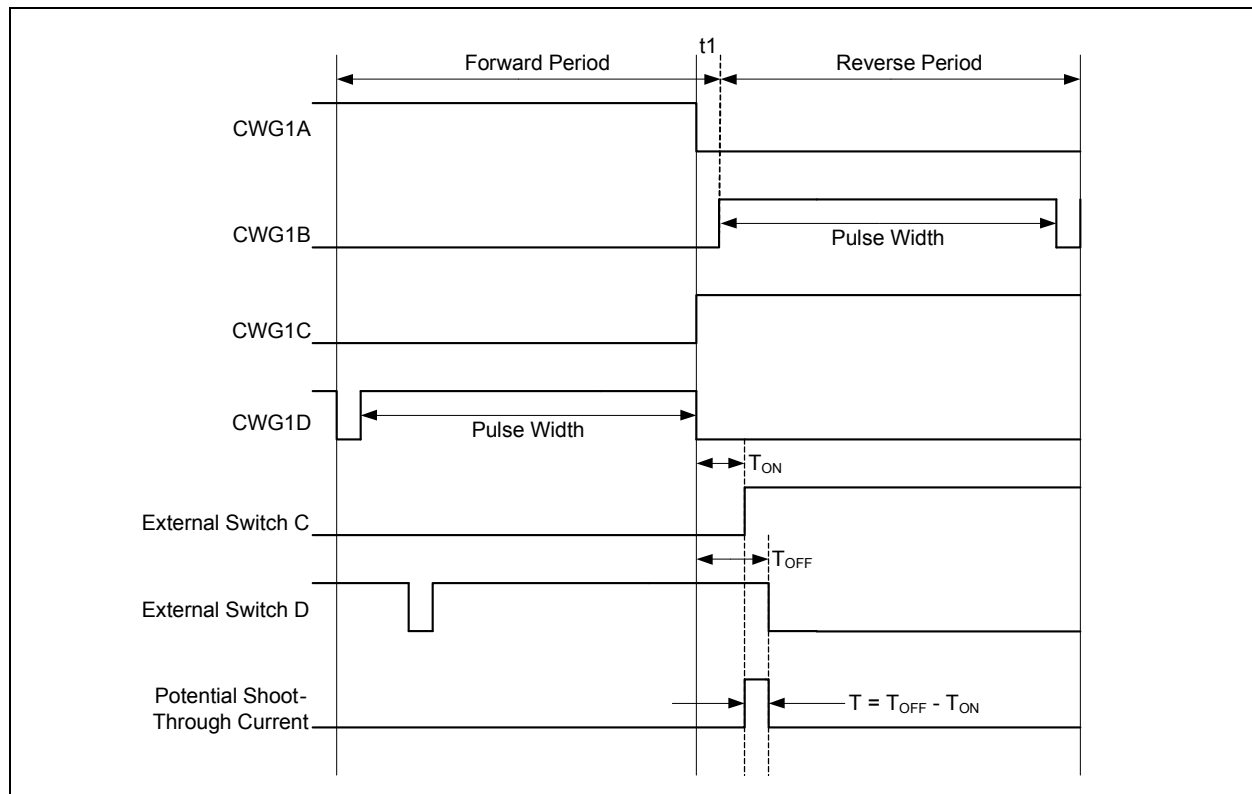 t1
Forward Period
Reverse Period
CWG1A
CWG1B
Pulse Width
CWG1C
CWG1D
Pulse Width
TON
External Switch C
TOFF
External Switch D
Potential Shoot-
Through Current
T = TOFF - TON